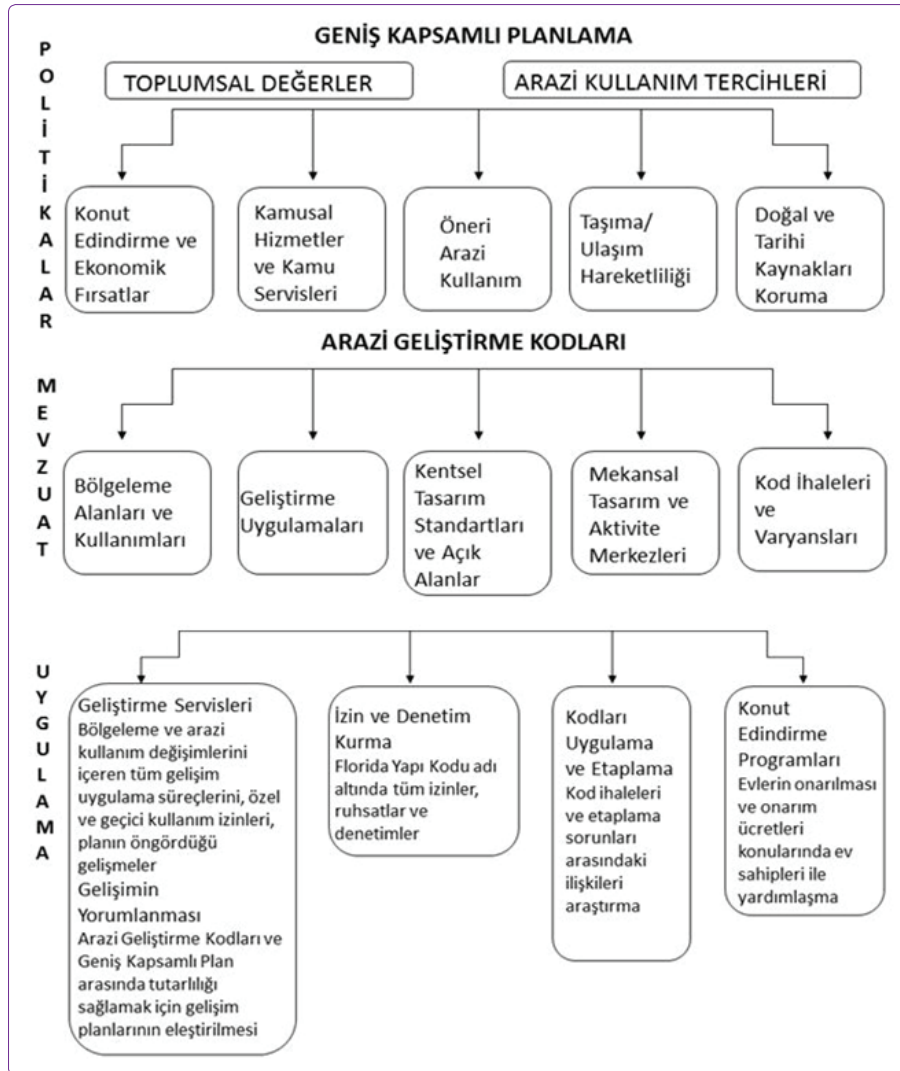 POLİTİKALAR
GENİŞ KAPSAMLI PLANLAMA
TOPLUMSAL DEĞERLER
ARAZİ KULLANIM TERCİHLERİ
Konut
Edindirme ve
Ekonomik
Fırsatlar
Kamusal
Hizmetler
ve Kamu
Servisleri
Öneri
Arazi
Kullanım
Taşıma/
Ulaşım
Hareketliliği
Doğal ve
Tarihi
Kaynakları
Koruma
MEVZUAT
ARAZİ GELİŞTİRME KODLARI
Bölgeleme
Alanları ve
Kullanımları
Geliştirme
Uygulamaları
Kentsel
Tasarım
Standartları
ve Açık
Alanlar
Mekansal
Tasarım ve
Aktivite
Merkezleri
Kod İhaleleri
ve
Varyansları
UYGULAMA
Geliştirme Servisleri
Bölgeleme ve arazi
kullanım değişimlerini
içeren tüm gelişim
uygulama süreçlerini, özel
ve geçici kullanım izinleri,
planın öngördüğü
gelişmeler
Gelişimin
Yorumlanması
Arazi Geliştirme Kodları ve
Geniş Kapsamlı Plan
arasında tutarlılığı
sağlamak için gelişim
planlarının eleştirilmesi
İzin ve Denetim
Kurma
Florida Yapı Kodu adı
altında tüm izinler,
ruhsatlar ve
denetimler
Kodları
Uygulama
ve Etaplama
Kod ihaleleri
ve etaplama
sorunları
arasındaki
ilişkileri
araştırma
Konut
Edindirme
Programları
Evlerin onarılması
ve onarım
ücretleri
konularında ev
sahipleri ile
yardımlaşma